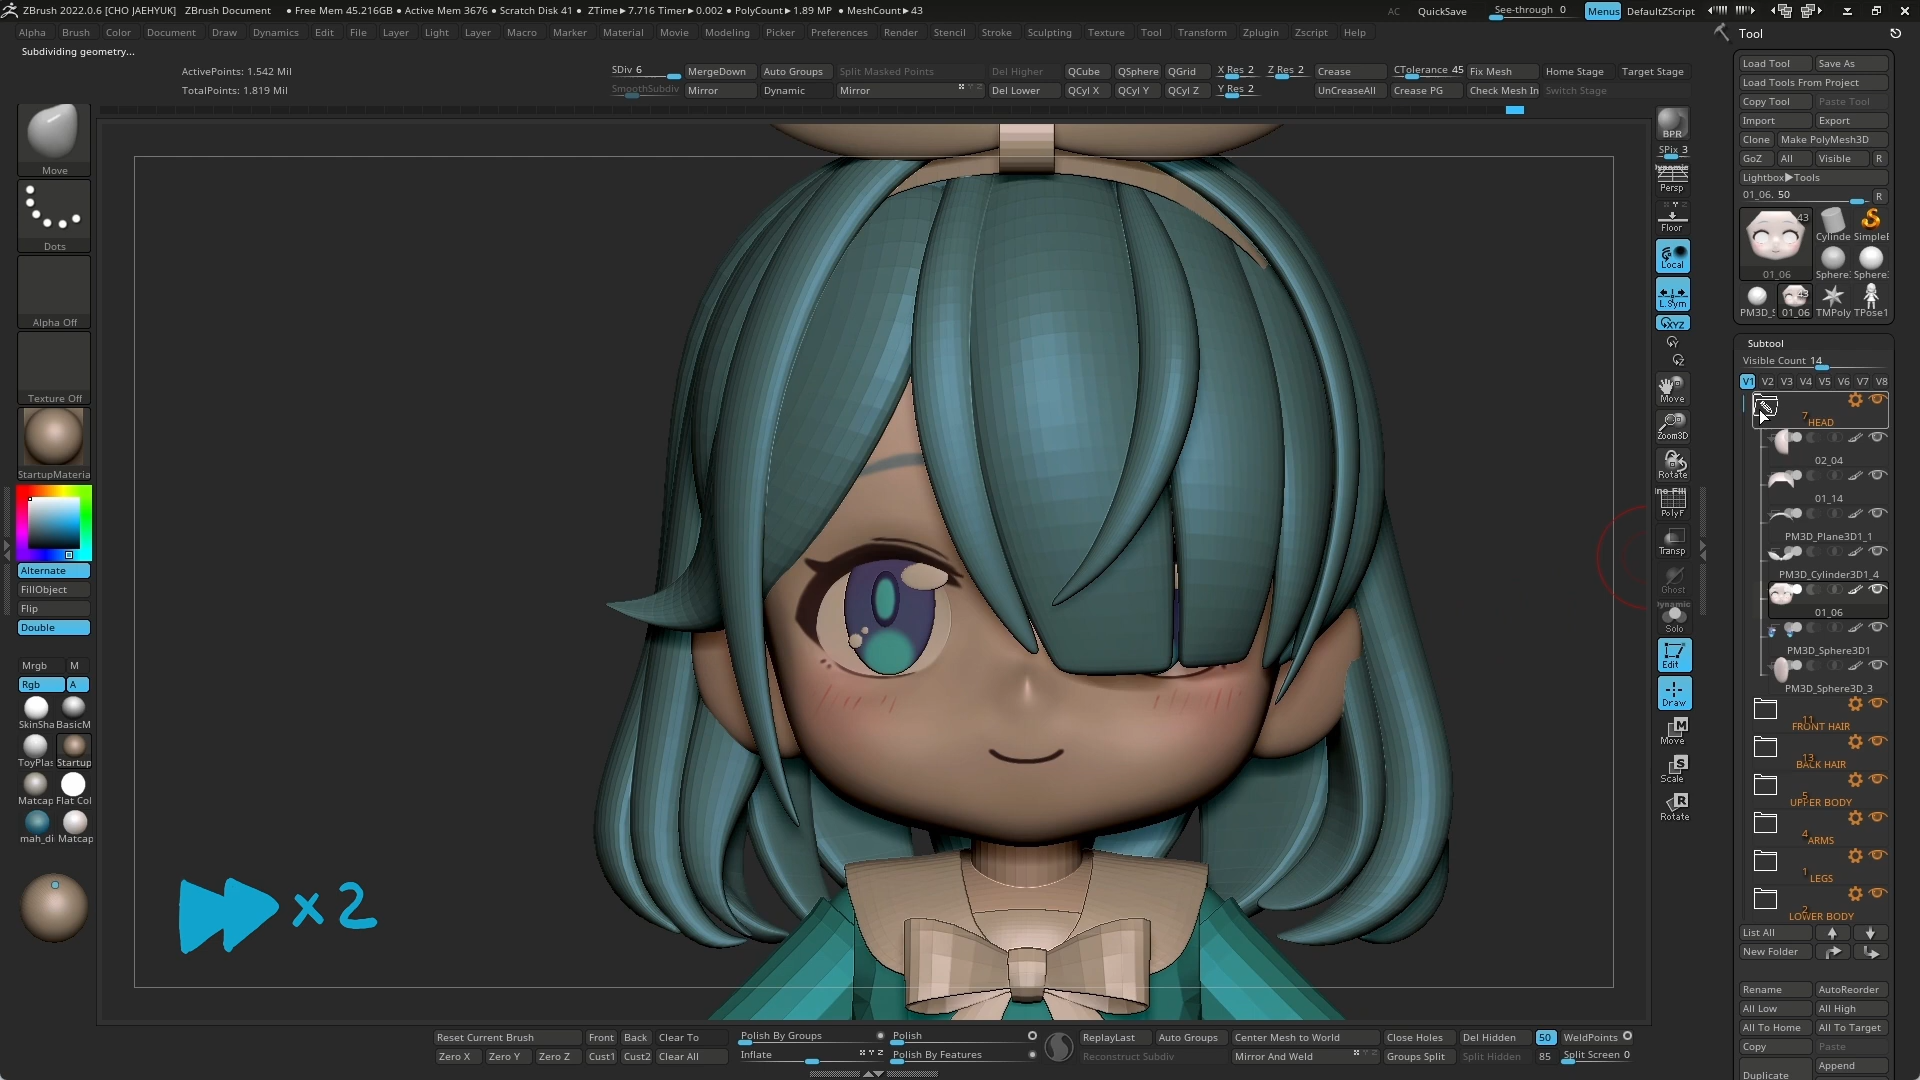 ZBrush 2022.0.6 [CHO JAEHYUK] ZBrush Document • Free Mem 45.216GB • Active Mem 3676 • Scratch Disk 41 • ZTime▶7.716 Timer▶0.002 • PolyCount▶1.89 MP • MeshCount▶43 AC QuickSave See-through 0 Menus DefaultZScript
Alpha Brush Color Document Draw Dynamics Edit File Layer Light Layer Macro Marker Material Movie Modeling Picker Preferences Render Stencil Stroke Sculpting Texture Tool Transform Zplugin Zscript Help
Subdividing geometry...
ActivePoints: 1.542 Mil
TotalPoints: 1.819 Mil
SDiv 6 MergeDown Auto Groups Split Masked Points Del Higher QCube QSphere QGrid X Res 2 Z Res 2 Crease CTolerance 45 Fix Mesh Home Stage Target Stage
SmoothSubdiv Mirror Dynamic Mirror Del Lower QCyl X QCyl Y QCyl Z Y Res 2 UnCreaseAll Crease PG Check Mesh In Switch Stage
Move
Dots
Alpha Off
Texture Off
StartupMateria
Alternate
FillObject
Flip
Double
Mrgb M
Rgb A
SkinSha BasicM
ToyPlas Startup
Matcap Flat Col
mah_di Matcap
x 2
BPR
SPix 3
Dynamic
Persp
Floor
Local
L.Sym
XYZ
Y
Z
Move
Zoom3D
Rotate
PolyF
Transp
Ghost
Dynamic
Solo
Edit
Draw
M
Move
S
Scale
R
Rotate
Tool
Load Tool Save As
Load Tools From Project
Copy Tool Paste Tool
Import Export
Clone Make PolyMesh3D
GoZ All Visible R
Lightbox▶Tools
01_06. 50 R
43
Cylinde SimpleE
01_06 Sphere Sphere
43
PM3D_S 01_06 TMPoly TPose1
Subtool
Visible Count 14
V1 V2 V3 V4 V5 V6 V7 V8
7
HEAD
02_04
01_14
PM3D_Plane3D1_1
PM3D_Cylinder3D1_4
01_06
PM3D_Sphere3D1
PM3D_Sphere3D_3
11
FRONT HAIR
13
BACK HAIR
5
UPPER BODY
4
ARMS
1
LEGS
2
LOWER BODY
List All
New Folder
Rename AutoReorder
All Low All High
All To Home All To Target
Copy Paste
Append
Duplicate
Reset Current Brush Front Back Clear To Polish By Groups Polish ReplayLast Auto Groups Center Mesh to World Close Holes Del Hidden 50 WeldPoints
Zero X Zero Y Zero Z Cust1 Cust2 Clear All Inflate Polish By Features Reconstruct Subdiv Mirror And Weld Groups Split Split Hidden 85 Split Screen 0